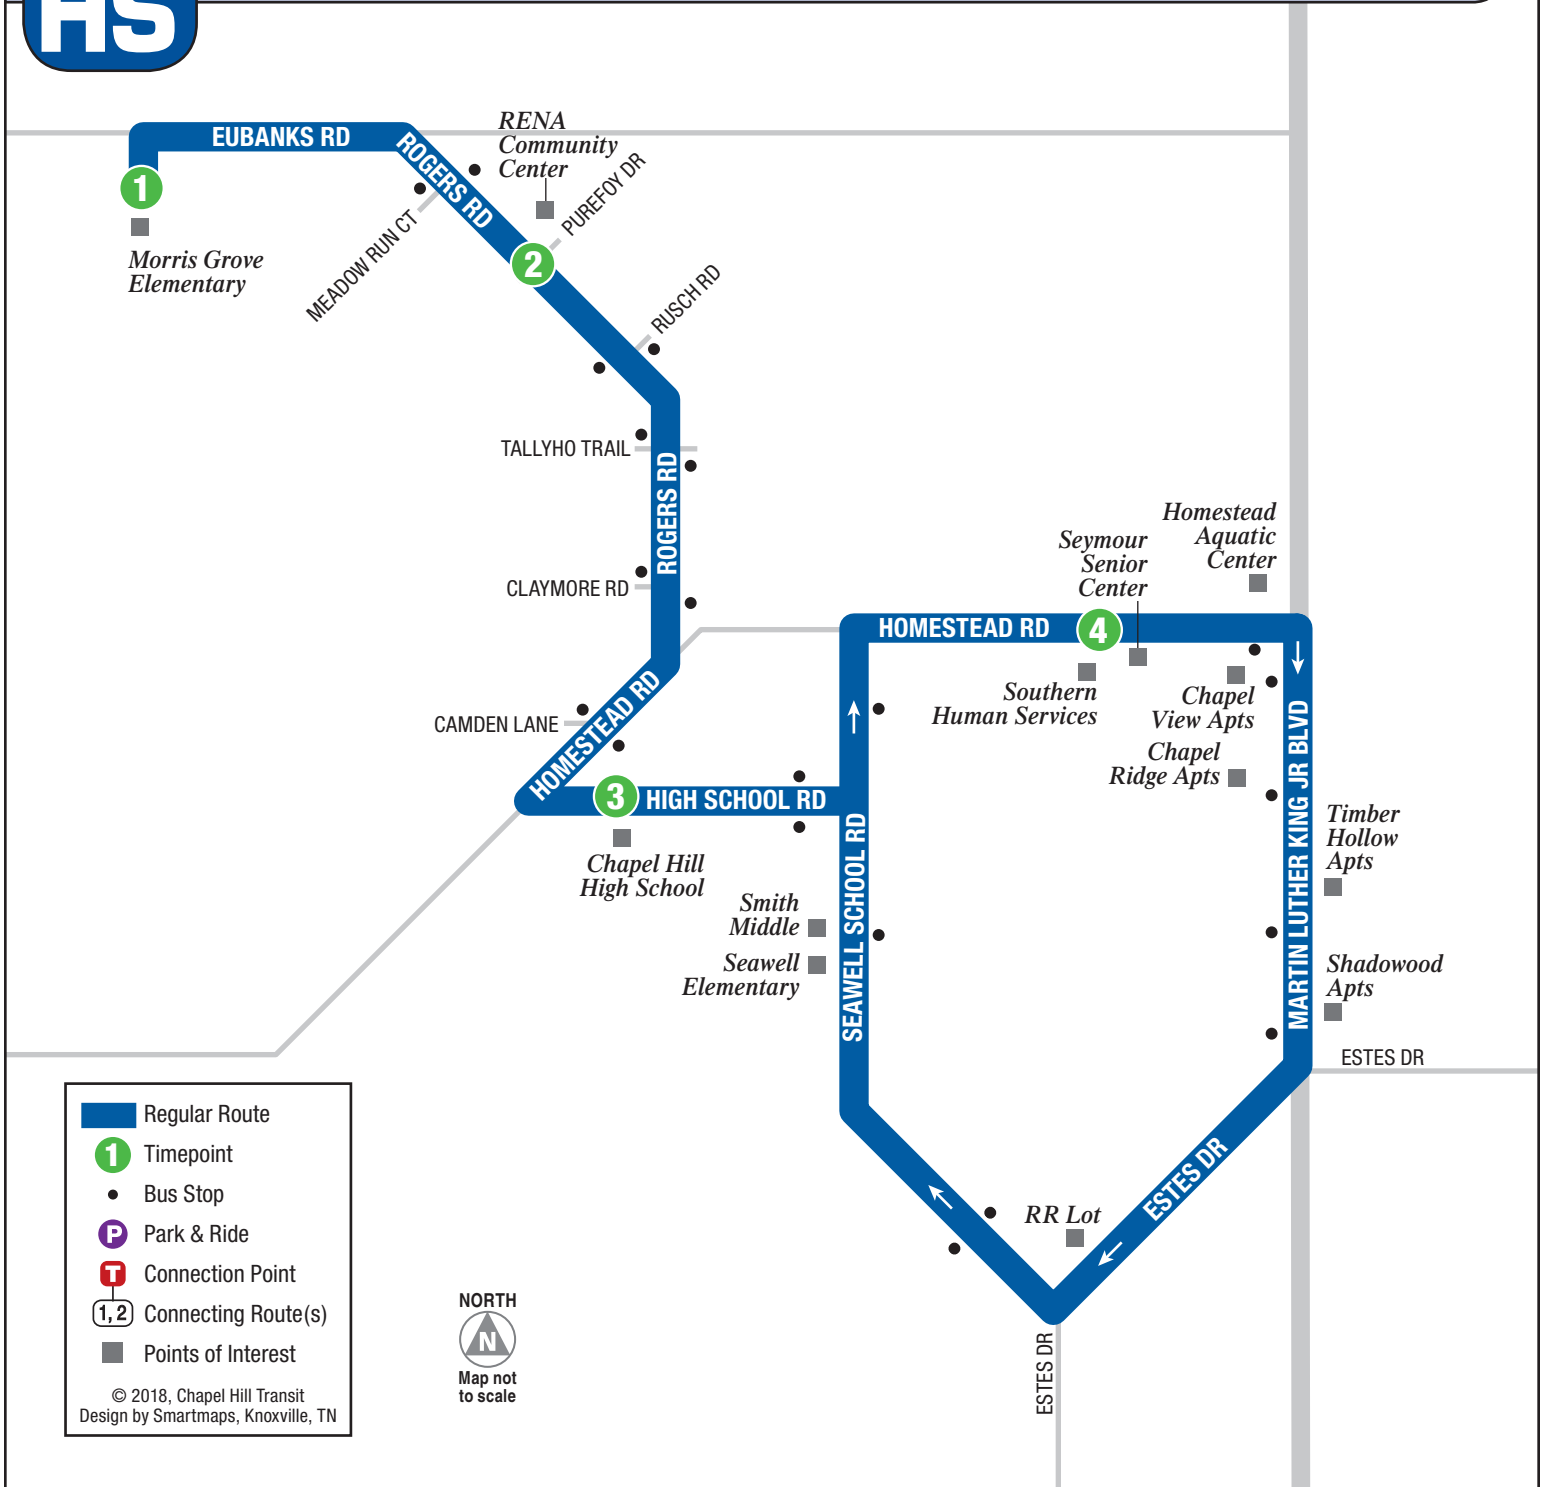 HS
EUBANKS RD
ROGERS RD
RENA
Community
Center
PUREFOY DR
1
Morris Grove
Elementary
MEADOW RUN CT
2
RUSCH RD
TALLYHO TRAIL
ROGERS RD
CLAYMORE RD
Homestead
Aquatic
Center
Seymour
Senior
Center
HOMESTEAD RD
4
Southern
Human Services
Chapel
View Apts
Chapel
Ridge Apts
MARTIN LUTHER KING JR BLVD
CAMDEN LANE
HOMESTEAD RD
3
HIGH SCHOOL RD
Chapel Hill
High School
Timber
Hollow
Apts
Smith
Middle
Seawell
Elementary
SEAWELL SCHOOL RD
Shadowood
Apts
ESTES DR
ESTES DR
RR Lot
ESTES DR
Regular Route
1 Timepoint
Bus Stop
P Park & Ride
T Connection Point
1, 2 Connecting Route(s)
Points of Interest
© 2018, Chapel Hill Transit
Design by Smartmaps, Knoxville, TN
NORTH
N
Map not
to scale